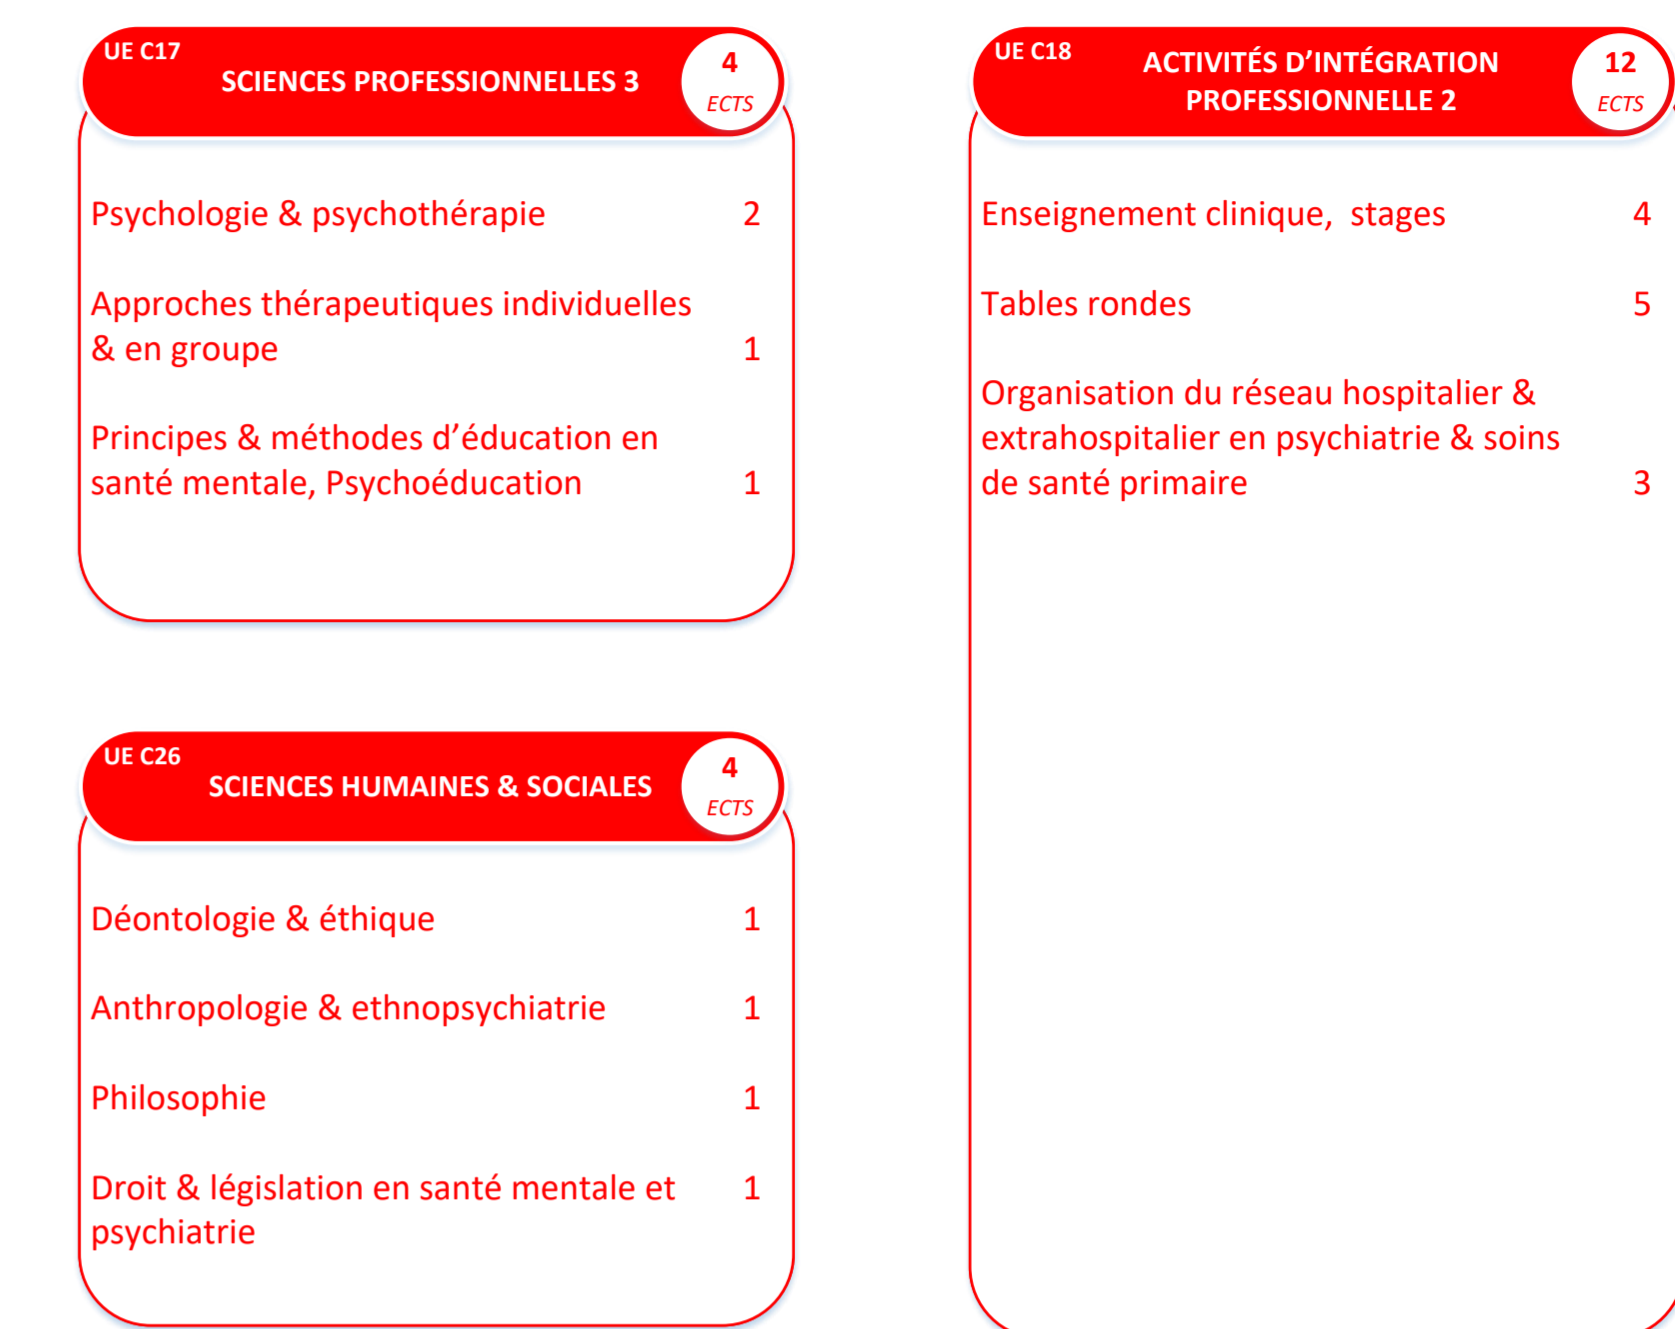 UE C17
SCIENCES PROFESSIONNELLES 3
4
ECTS
Psychologie & psychothérapie 2
Approches thérapeutiques individuelles
& en groupe 1
Principes & méthodes d’éducation en
santé mentale, Psychoéducation 1
UE C18
ACTIVITÉS D’INTÉGRATION
PROFESSIONNELLE 2
12
ECTS
Enseignement clinique, stages 4
Tables rondes 5
Organisation du réseau hospitalier &
extrahospitalier en psychiatrie & soins
de santé primaire 3
UE C26
SCIENCES HUMAINES & SOCIALES
4
ECTS
Déontologie & éthique 1
Anthropologie & ethnopsychiatrie 1
Philosophie 1
Droit & législation en santé mentale et 1
psychiatrie